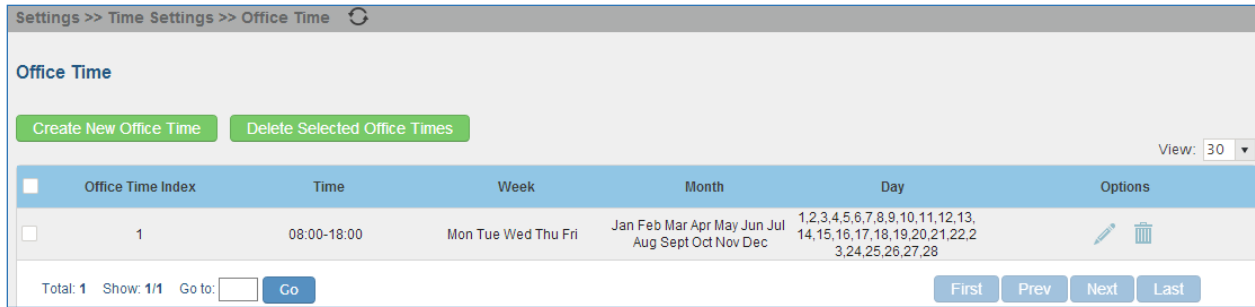 Settings >> Time Settings >> Office Time
Office Time
Create New Office Time Delete Selected Office Times
View: 30
Office Time Index Time Week Month Day Options
1 08:00-18:00 Mon Tue Wed Thu Fri Jan Feb Mar Apr May Jun Jul Aug Sept Oct Nov Dec 1,2,3,4,5,6,7,8,9,10,11,12,13,14,15,16,17,18,19,20,21,22,23,24,25,26,27,28
Total: 1 Show: 1/1 Go to: Go First Prev Next Last